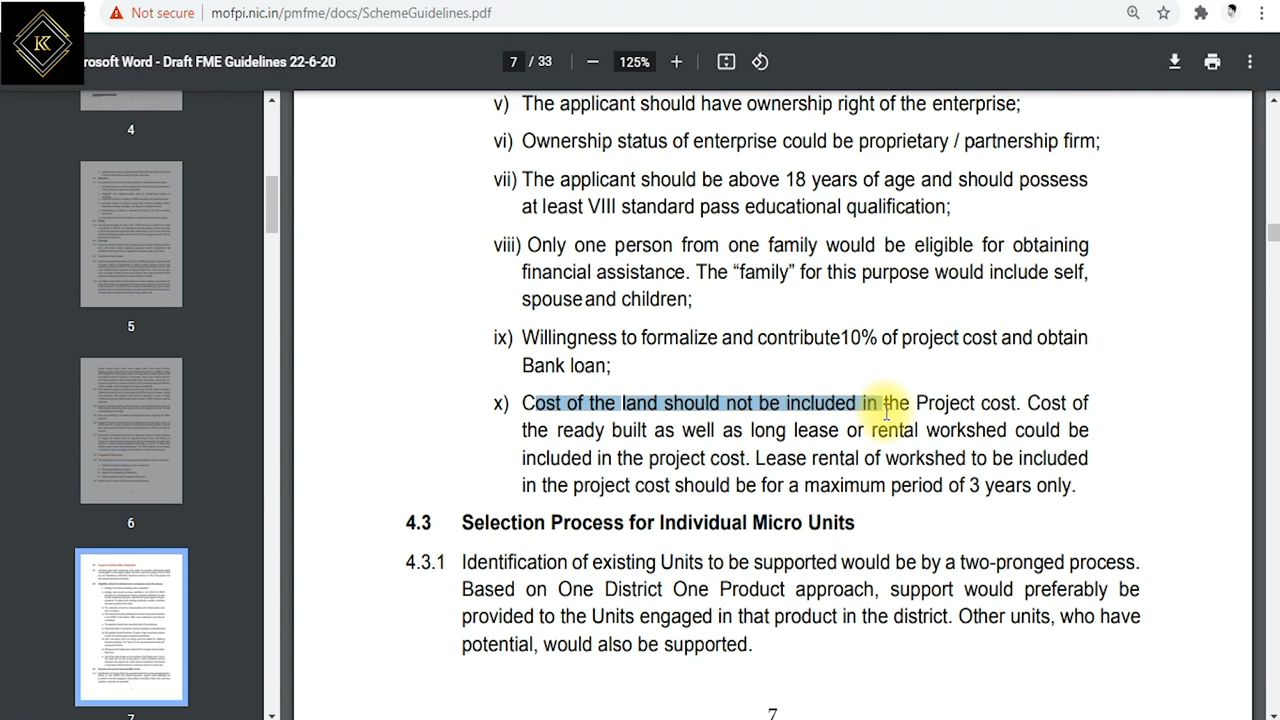 Not secure mofpi.nic.in/pmfme/docs/SchemeGuidelines.pdf
K
rosoft Word - Draft FME Guidelines 22-6-20 7 / 33 125%
4
5
6
7
v) The applicant should have ownership right of the enterprise;
vi) Ownership status of enterprise could be proprietary / partnership firm;
vii) The applicant should be above 18 years of age and should possess
atleast VIII standard pass educational qualification;
viii) Only one person from one family would be eligible for obtaining
financial assistance. The “family” for this purpose would include self,
spouse and children;
ix) Willingness to formalize and contribute10% of project cost and obtain
Bank loan;
x) Cost of the land should not be included in the Project cost. Cost of
the ready built as well as long lease or rental workshed could be
included in the project cost. Lease rental of workshed to be included
in the project cost should be for a maximum period of 3 years only.
4.3 Selection Process for Individual Micro Units
4.3.1 Identification of existing Units to be supported would be by a two-pronged process.
Based on One District One Product approach, support will preferably be
provided to the Units engaged in that product in the district. Other units, who have
potential would also be supported.
7